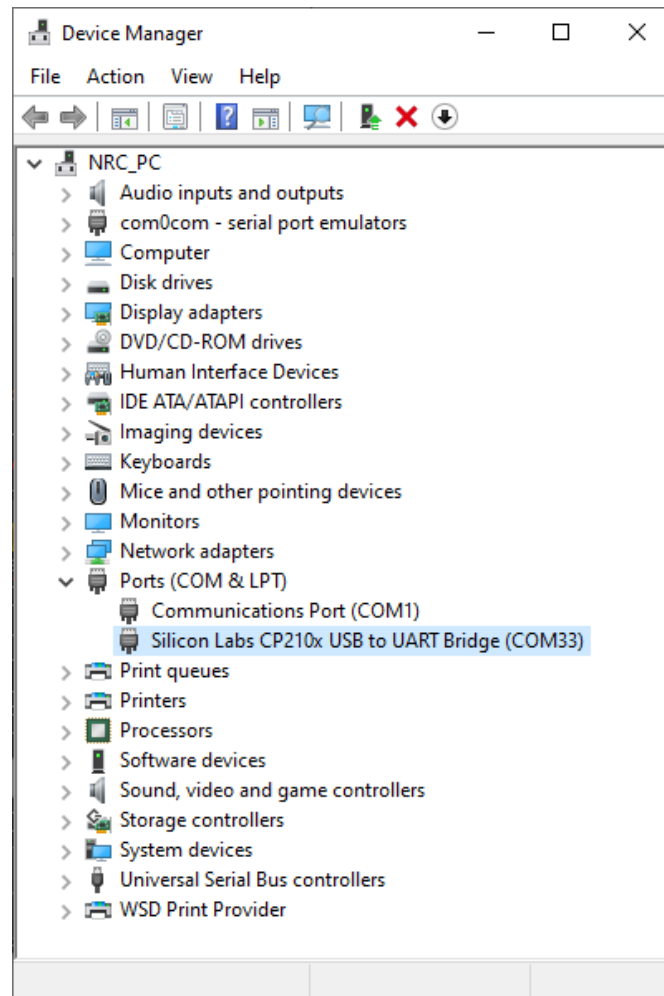 Device Manager
File Action View Help
NRC_PC
Audio inputs and outputs
com0com - serial port emulators
Computer
Disk drives
Display adapters
DVD/CD-ROM drives
Human Interface Devices
IDE ATA/ATAPI controllers
Imaging devices
Keyboards
Mice and other pointing devices
Monitors
Network adapters
Ports (COM & LPT)
Communications Port (COM1)
Silicon Labs CP210x USB to UART Bridge (COM33)
Print queues
Printers
Processors
Software devices
Sound, video and game controllers
Storage controllers
System devices
Universal Serial Bus controllers
WSD Print Provider